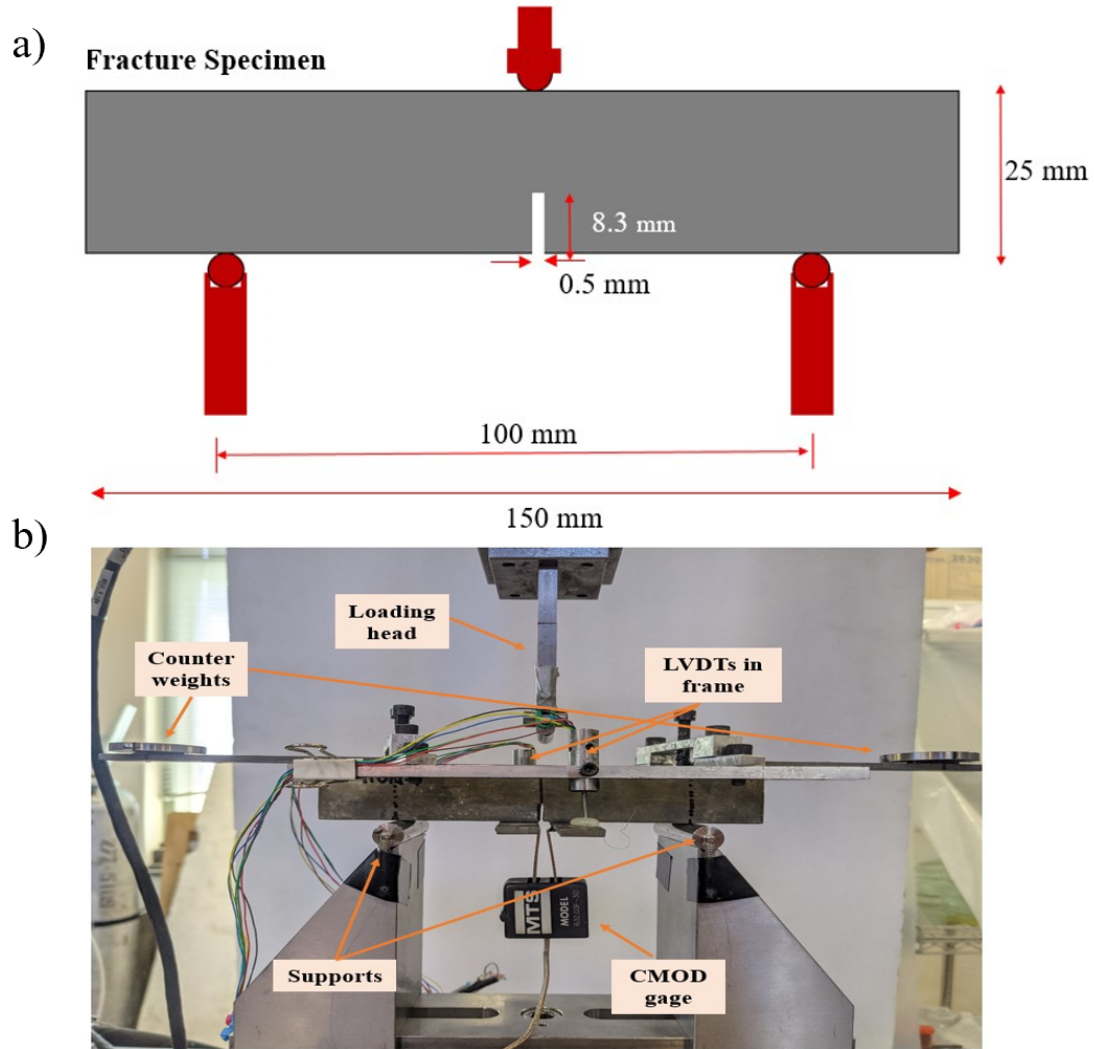 a)
Fracture Specimen
25 mm
8.3 mm
0.5 mm
100 mm
150 mm
b)
Loading
head
Counter
weights
LVDTs in
frame
MTS
MODEL
Supports
CMOD
gage